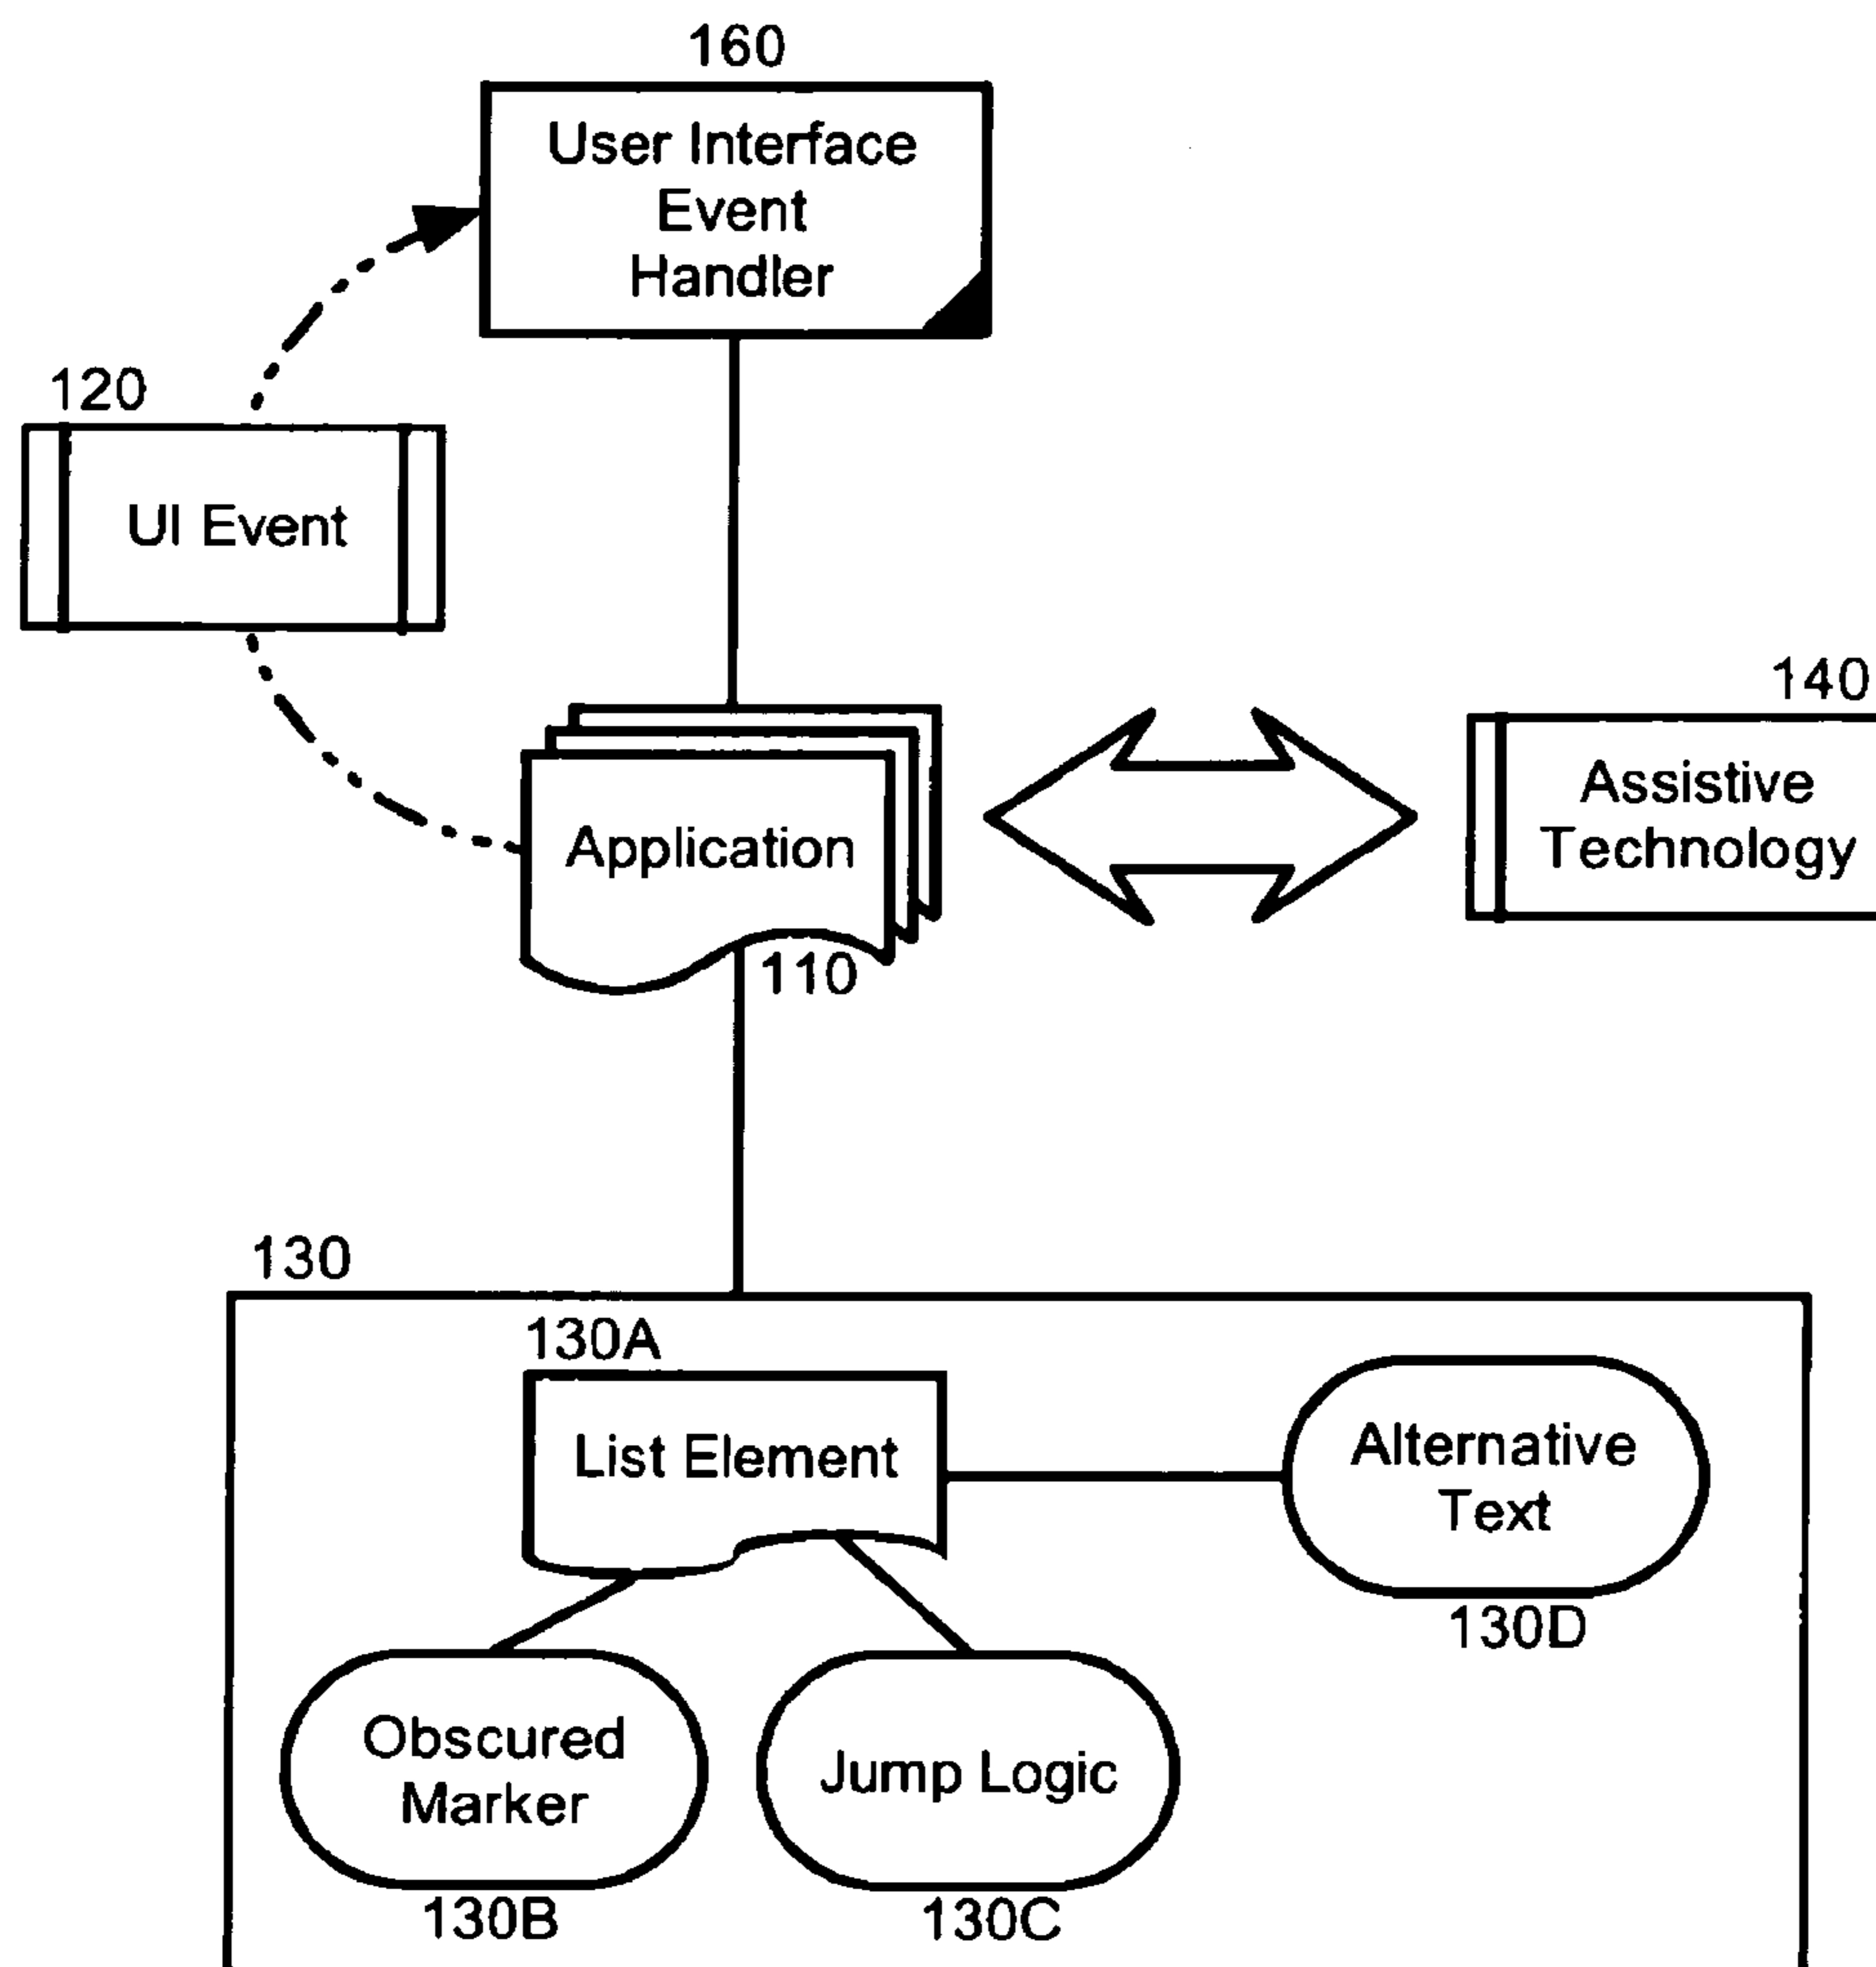 160
User Interface
Event
Handler
120
UI Event
140
Assistive
Technology
Application
110
130
130A
List Element
Alternative
Text
130D
Obscured
Marker
Jump Logic
130B
130C